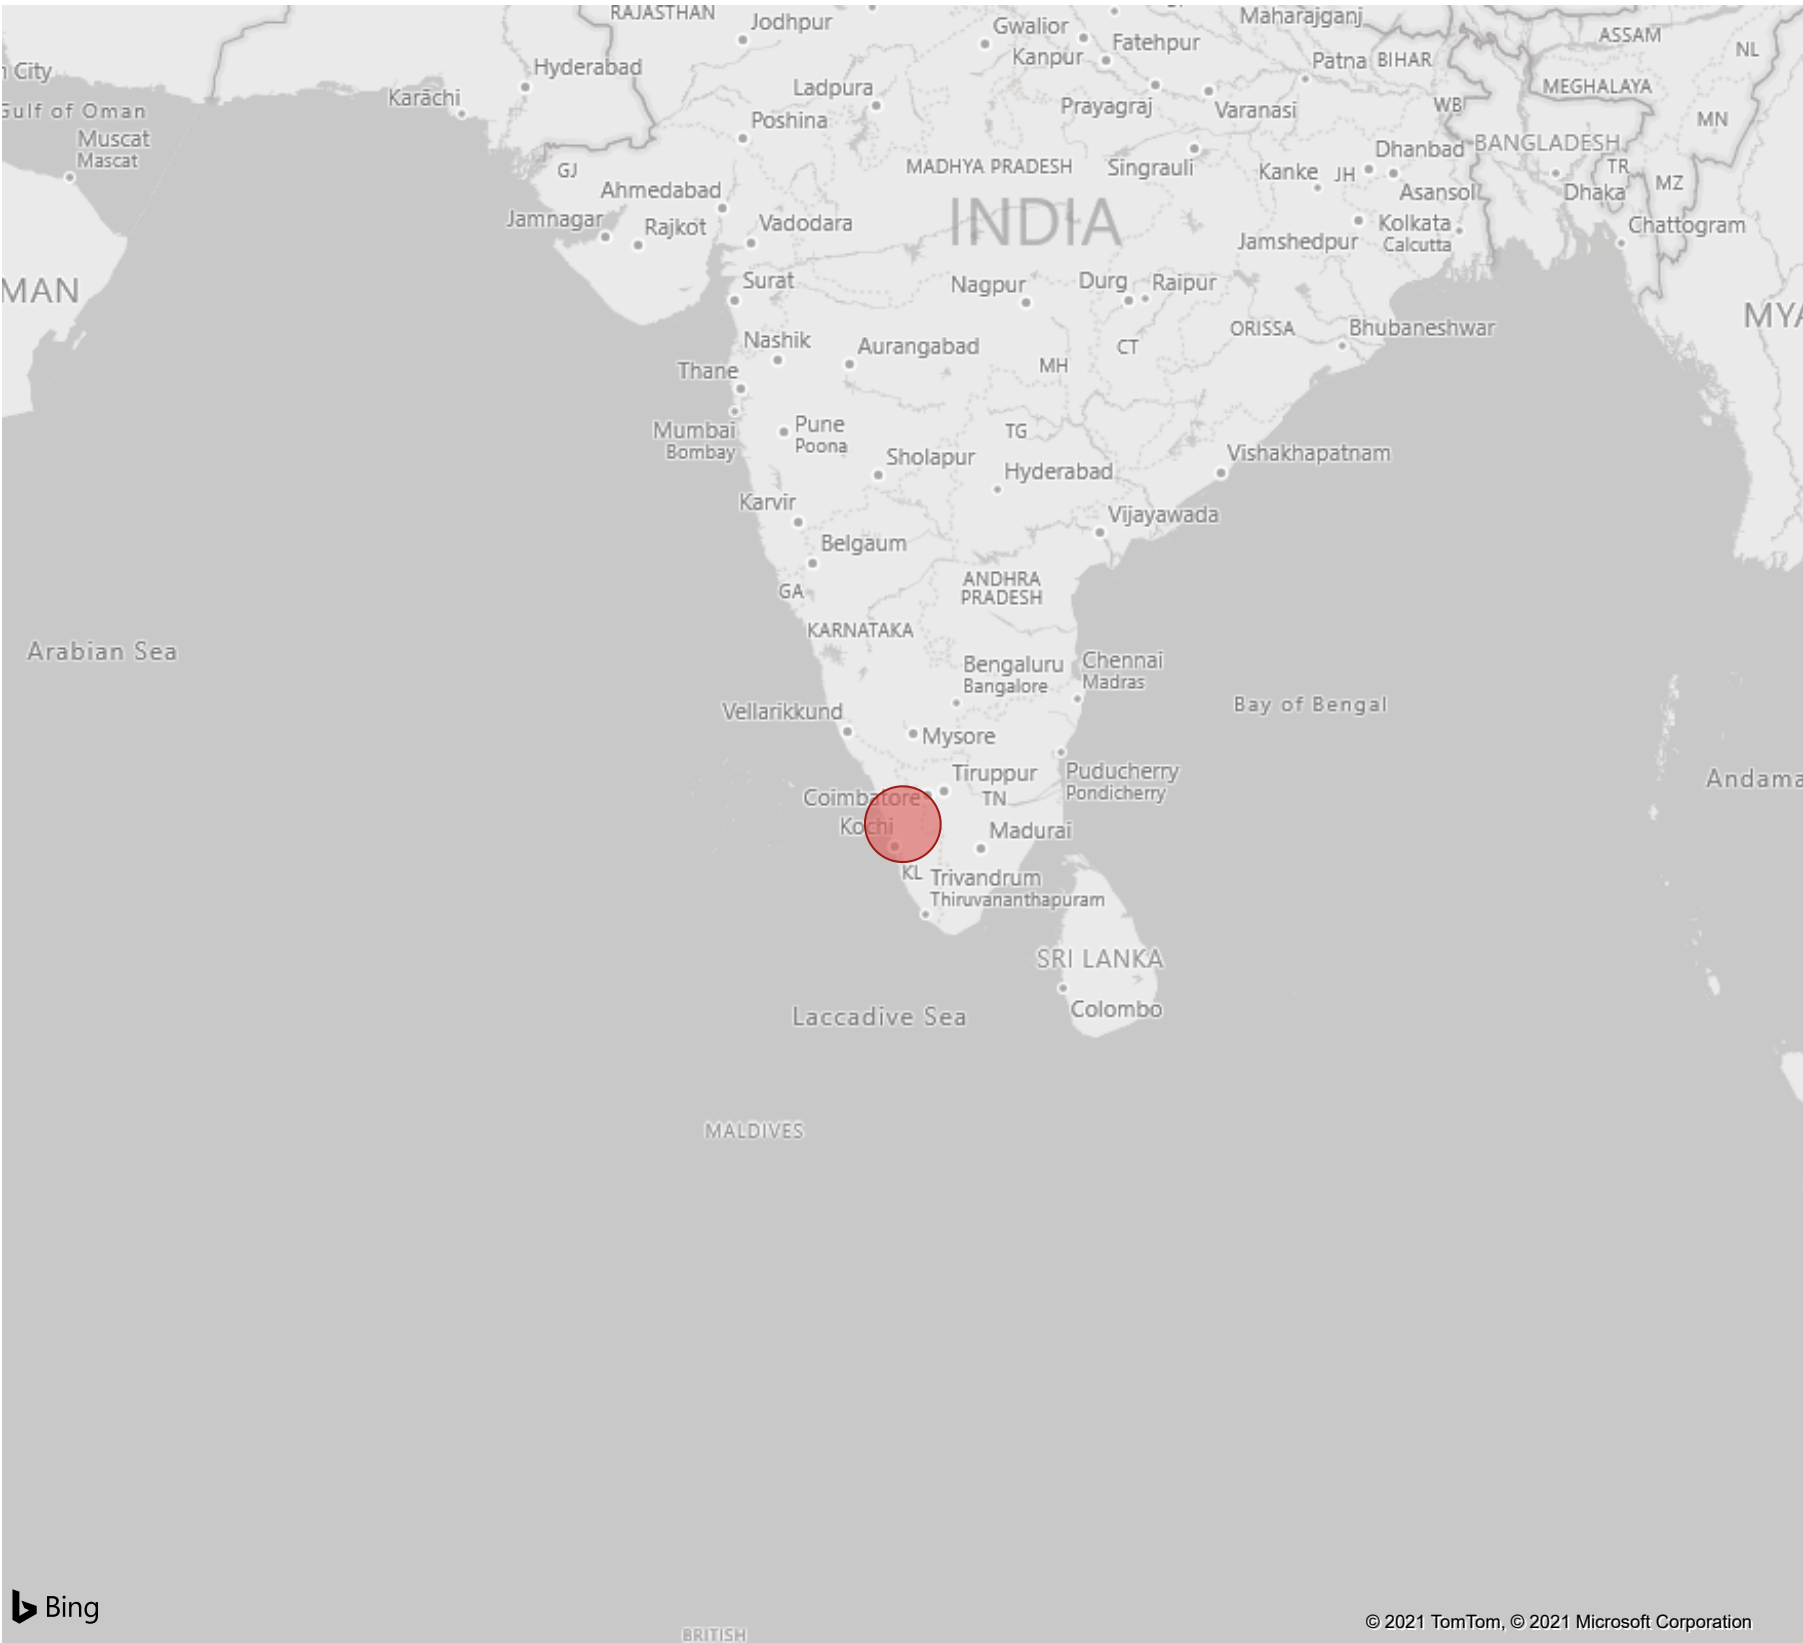 RAJASTHAN
Jodhpur
Gwalior
Kanpur
Fatehpur
Maharajganj
ASSAM
NL
City
Hyderabad
Karāchi
Ladpura
Patna
BIHAR
MEGHALAYA
Gulf of Oman
Muscat
Mascat
Poshina
Prayagraj
Varanasi
WB
MN
GJ
MADHYA PRADESH
Singrauli
Kanke
JH
Dhanbad
BANGLADESH
TR
MZ
Ahmedabad
Asansol
Dhaka
Jamnagar
Rajkot
Vadodara
INDIA
Jamshedpur
Kolkata
Calcutta
Chattogram
MAN
Surat
Nagpur
Durg
Raipur
MYA
Nashik
Aurangabad
MH
CT
ORISSA
Bhubaneshwar
Thane
Mumbai
Bombay
Pune
Poona
TG
Sholapur
Hyderabad
Vishakhapatnam
Karvir
Vijayawada
Belgaum
GA
ANDHRA
PRADESH
Arabian Sea
KARNATAKA
Bengaluru
Bangalore
Chennai
Madras
Vellarikkund
Mysore
Bay of Bengal
Tiruppur
Puducherry
Pondicherry
Andama
Coimbatore
TN
Kochi
Madurai
KL
Trivandrum
Thiruvananthapuram
SRI LANKA
Colombo
Laccadive Sea
MALDIVES
Bing
© 2021 TomTom, © 2021 Microsoft Corporation
BRITISH